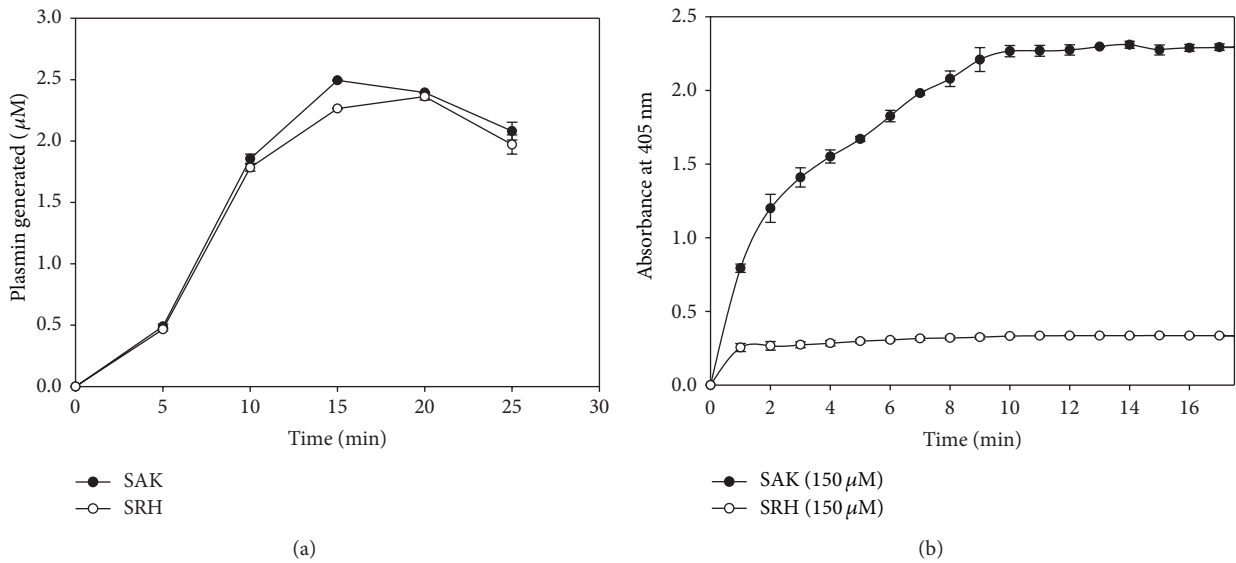 3.0
2.5
2.0
1.5
1.0
0.5
0.0
Plasmin generated (μM)
0 5 10 15 20 25 30
Time (min)
SAK
SRH
(a)
2.5
2.0
1.5
1.0
0.5
0.0
Absorbance at 405 nm
0 2 4 6 8 10 12 14 16
Time (min)
SAK (150 μM)
SRH (150 μM)
(b)